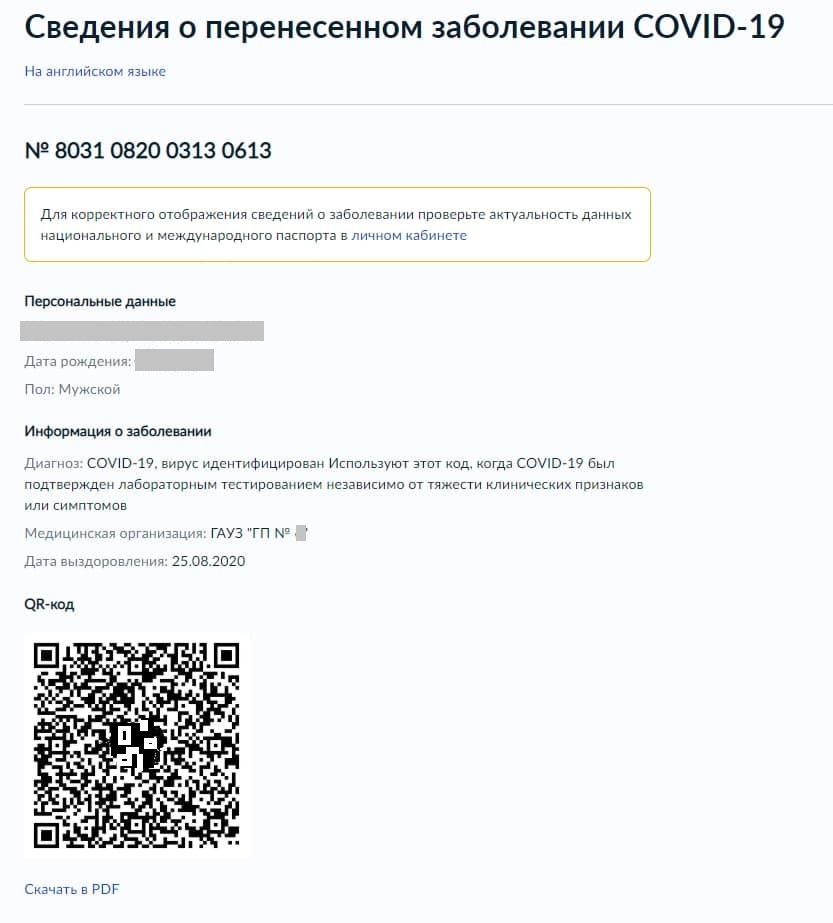 Сведения о перенесенном заболевании COVID-19
На английском языке
№ 8031 0820 0313 0613
Для корректного отображения сведений о заболевании проверьте актуальность данных
национального и международного паспорта в личном кабинете
Персональные данные
Дата рождения:
Пол: Мужской
Информация о заболевании
Диагноз: COVID-19, вирус идентифицирован Используют этот код, когда COVID-19 был
подтвержден лабораторным тестированием независимо от тяжести клинических признаков
или симптомов
Медицинская организация: ГАУЗ "ГП №
Дата выздоровления: 25.08.2020
QR-код
Скачать в PDF